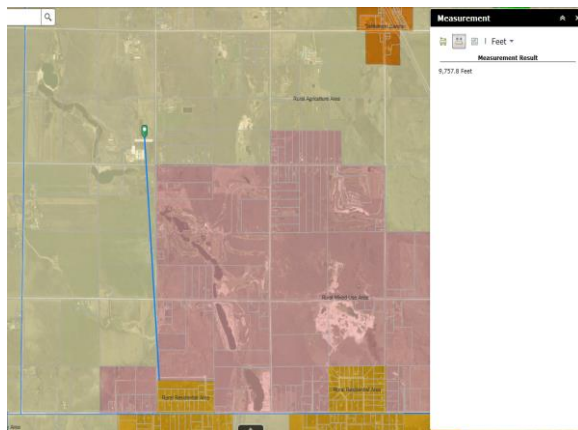 Measurement
Feet
Measurement Result
9,757.8 Feet
Rural Agriculture Area
Rural Mixed Use Area
Rural Residential Area
Rural Residential Area
Area